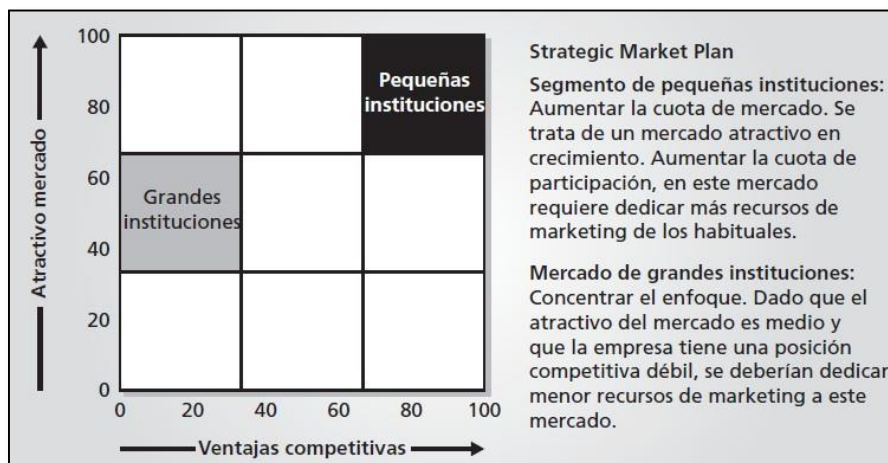 100
80
60
40
20
0
Atractivo mercado
Pequeñas
instituciones
Grandes
instituciones
0 20 40 60 80 100
Ventajas competitivas
Strategic Market Plan
Segmento de pequeñas instituciones:
Aumentar la cuota de mercado. Se
trata de un mercado atractivo en
crecimiento. Aumentar la cuota de
participación, en este mercado
requiere dedicar más recursos de
marketing de los habituales.
Mercado de grandes instituciones:
Concentrar el enfoque. Dado que el
atractivo del mercado es medio y
que la empresa tiene una posición
competitiva débil, se deberían dedicar
menor recursos de marketing a este
mercado.